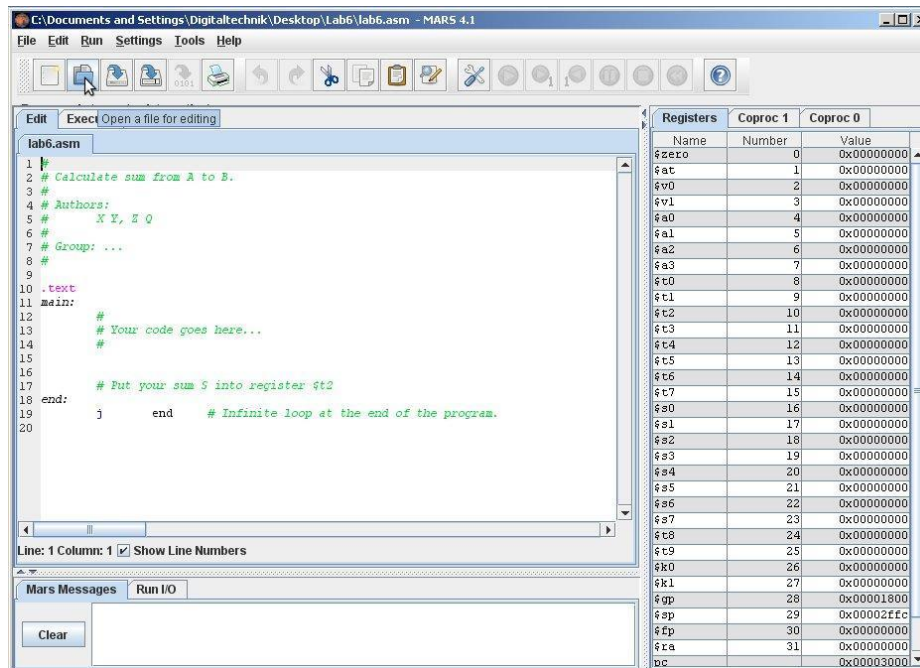 C:\Documents and Settings\Digitaltechnik\Desktop\Lab6\lab6.asm - MARS 4.1
File Edit Run Settings Tools Help
Edit
Open a file for editing
lab6.asm
1 #
2 # Calculate sum from A to B.
3 #
4 # Authors:
5 # X Y, Z Q
6 #
7 # Group: ...
8 #
9
10 .text
11 main:
12 #
13 # Your code goes here...
14 #
15
16
17 # Put your sum S into register $t2
18 end:
19 j end # Infinite loop at the end of the program.
20
Line: 1 Column: 1 Show Line Numbers
Mars Messages Run I/O
Clear
Registers Coproc 1 Coproc 0
Name Number Value
$zero 0 0x00000000
$at 1 0x00000000
$v0 2 0x00000000
$v1 3 0x00000000
$a0 4 0x00000000
$a1 5 0x00000000
$a2 6 0x00000000
$a3 7 0x00000000
$t0 8 0x00000000
$t1 9 0x00000000
$t2 10 0x00000000
$t3 11 0x00000000
$t4 12 0x00000000
$t5 13 0x00000000
$t6 14 0x00000000
$t7 15 0x00000000
$s0 16 0x00000000
$s1 17 0x00000000
$s2 18 0x00000000
$s3 19 0x00000000
$s4 20 0x00000000
$s5 21 0x00000000
$s6 22 0x00000000
$s7 23 0x00000000
$t8 24 0x00000000
$t9 25 0x00000000
$k0 26 0x00000000
$k1 27 0x00000000
$gp 28 0x00001800
$sp 29 0x00002ffc
$fp 30 0x00000000
$ra 31 0x00000000
pc 0x00003000